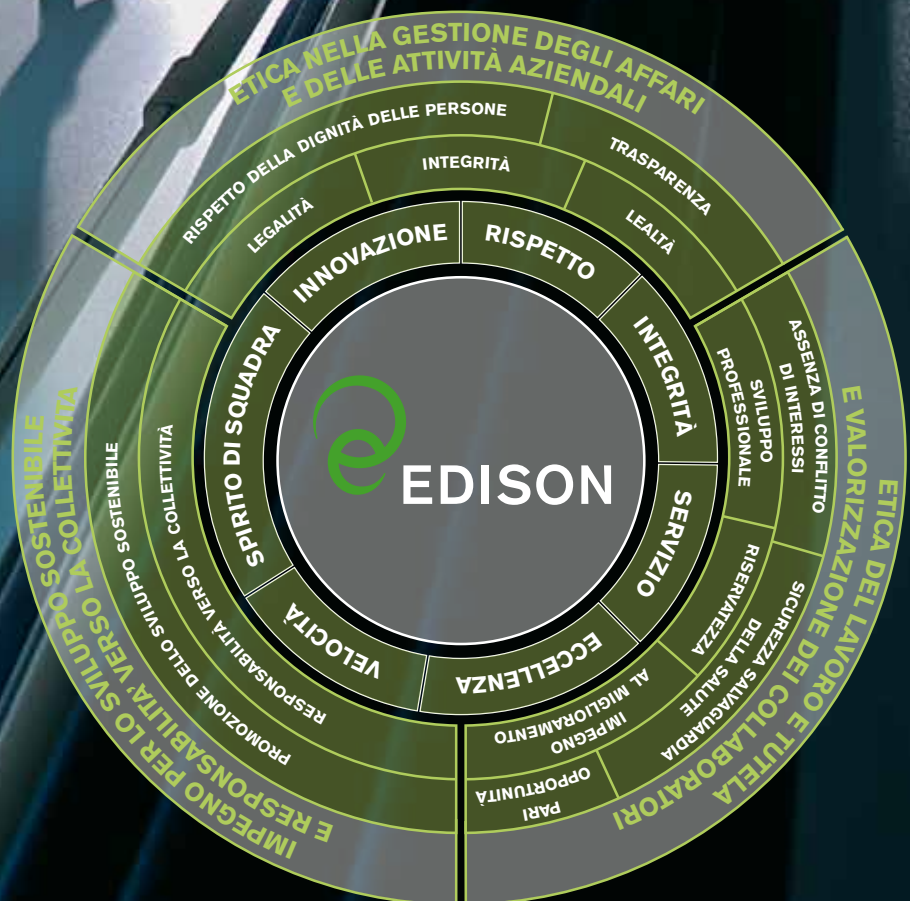 ETICA NELLA GESTIONE DEGLI AFFARI
E DELLE ATTIVITÀ AZIENDALI
RISPETTO DELLA DIGNITÀ DELLE PERSONE
TRASPARENZA
LEGALITÀ
INTEGRITÀ
LEALTÀ
INNOVAZIONE
RISPETTO
INTEGRITÀ
SERVIZIO
ECCELLENZA
VELOCITÀ
SPIRITO DI SQUADRA
EDISON
ETICA DEL LAVORO E TUTELA
E VALORIZZAZIONE DEI COLLABORATORI
ASSENZA DI CONFLITTO
DI INTERESSI
SVILUPPO
PROFESSIONALE
RISERVATEZZA
SICUREZZA SALVAGUARDIA
DELLA SALUTE
IMPEGNO
AL MIGLIORAMENTO
PARI
OPPORTUNITÀ
IMPEGNO PER LO SVILUPPO SOSTENIBILE
E RESPONSABILITA' VERSO LA COLLETTIVITA
PROMOZIONE DELLO SVILUPPO SOSTENIBILE
RESPONSABILITÀ VERSO LA COLLETTIVITÀ